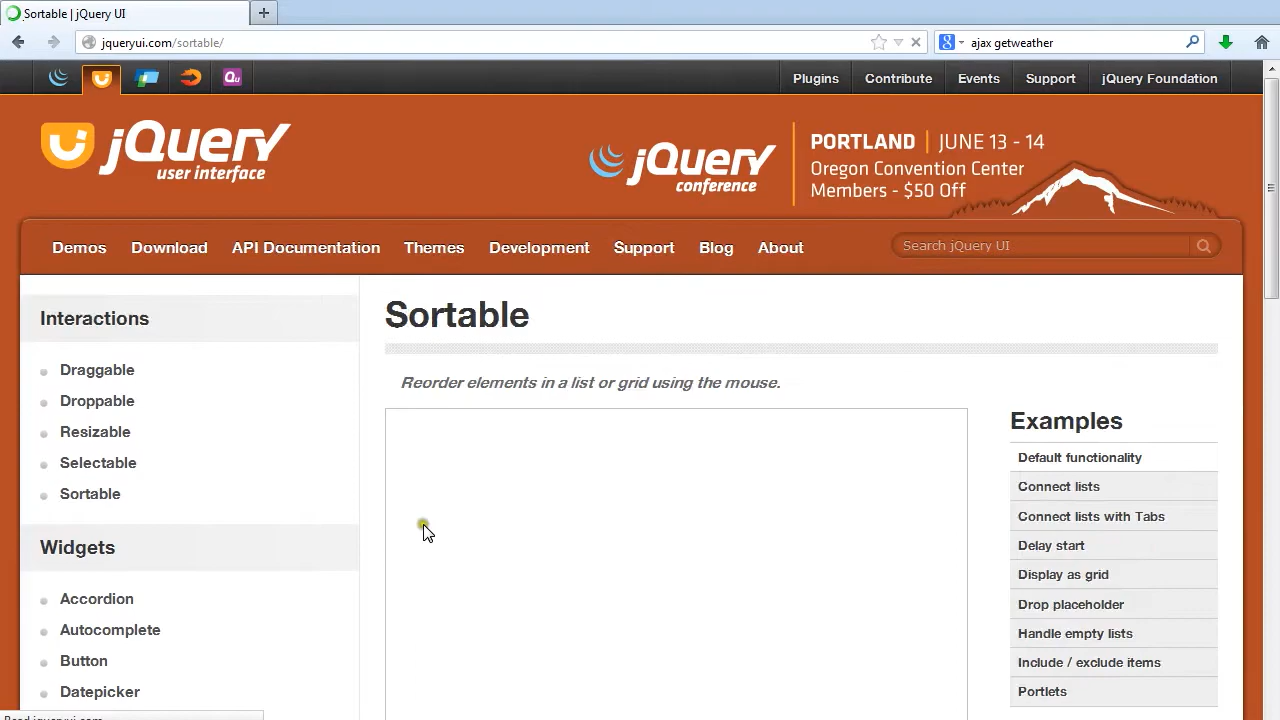 Sortable | jQuery UI
jqueryui.com/sortable/
ajax getweather
Plugins
Contribute
Events
Support
jQuery Foundation
jQuery
user interface
jQuery
conference
PORTLAND | JUNE 13 - 14
Oregon Convention Center
Members - $50 Off
Demos
Download
API Documentation
Themes
Development
Support
Blog
About
Search jQuery UI
Interactions
Draggable
Droppable
Resizable
Selectable
Sortable
Widgets
Accordion
Autocomplete
Button
Datepicker
Sortable
Reorder elements in a list or grid using the mouse.
Examples
Default functionality
Connect lists
Connect lists with Tabs
Delay start
Display as grid
Drop placeholder
Handle empty lists
Include / exclude items
Portlets